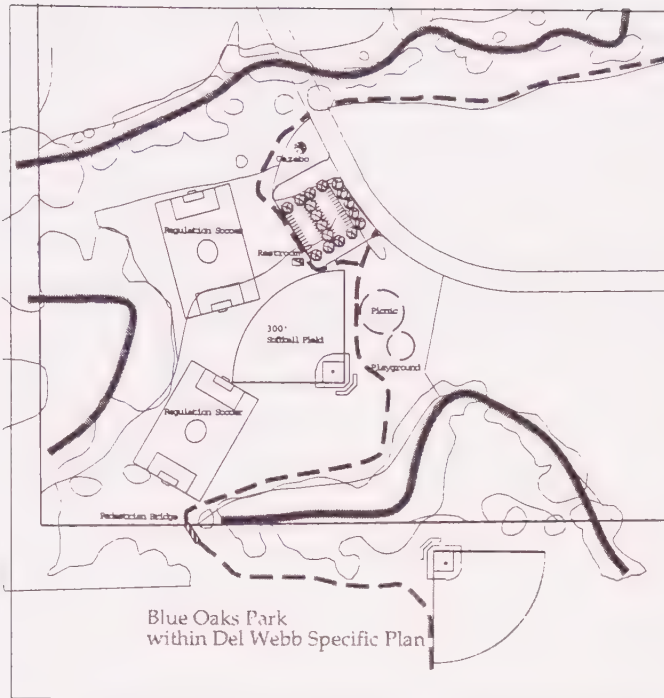 Gazebo
Regulation Soccer
Restroom
Picnic
300'
Softball Field
Playground
Regulation Soccer
Pedestrian Bridge
Blue Oaks Park
within Del Webb Specific Plan